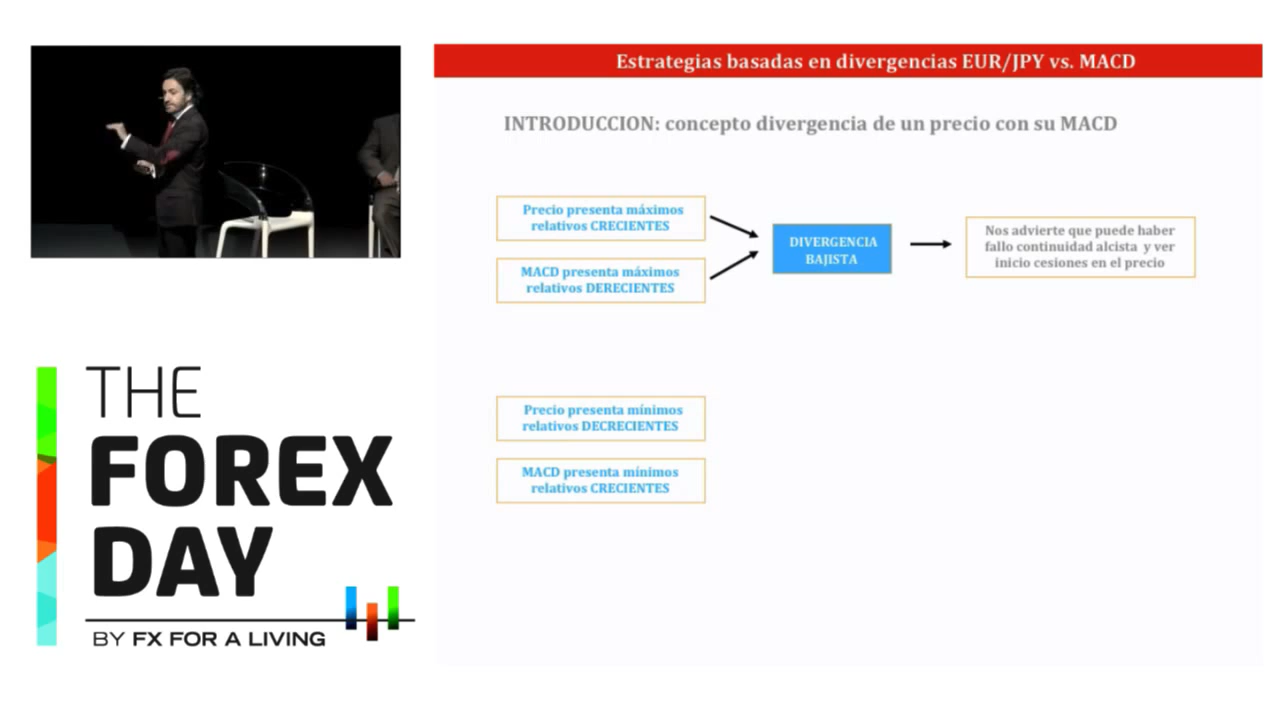 Estrategias basadas en divergencias EUR/JPY vs. MACD
INTRODUCCION: concepto divergencia de un precio con su MACD
Precio presenta máximos
relativos CRECIENTES
MACD presenta máximos
relativos DERECIENTES
DIVERGENCIA
BAJISTA
Nos advierte que puede haber
fallo continuidad alcista y ver
inicio cesiones en el precio
Precio presenta mínimos
relativos DECRECIENTES
MACD presenta mínimos
relativos CRECIENTES
THE
FOREX
DAY
BY FX FOR A LIVING